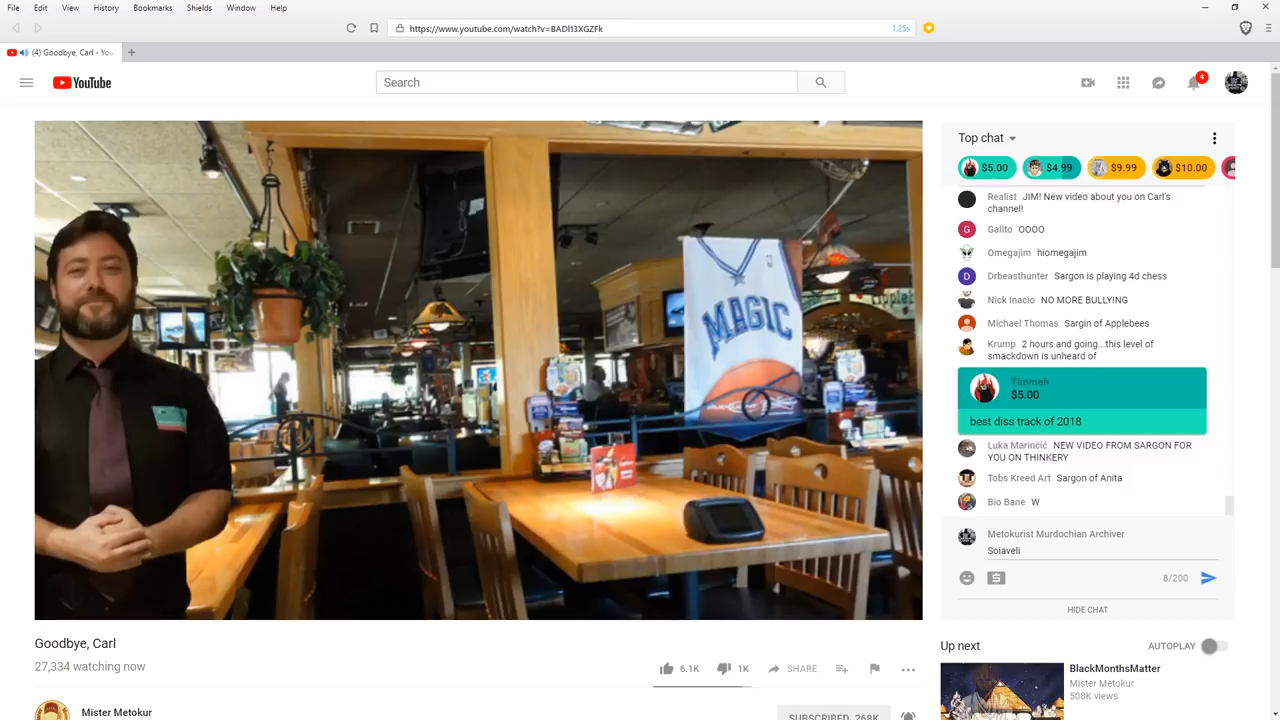 File Edit View History Bookmarks Shields Window Help
https://www.youtube.com/watch?v=BADl13XGZFk 1.25s
(4) Goodbye, Carl - You
YouTube
Search
4
MAGIC
Top chat
$5.00 $4.99 $9.99 $10.00
Realist JIM! New video about you on Carl's
channel!
Gallto OOOO
Omegajim hiomegajim
Drbeasthunter Sargon is playing 4d chess
Nick Inacio NO MORE BULLYING
Michael Thomas Sargin of Applebees
Krump 2 hours and going...this level of
smackdown is unheard of
Timmeh
$5.00
best diss track of 2018
Luka Marinčić NEW VIDEO FROM SARGON FOR
YOU ON THINKERY
Tobs Kreed Art Sargon of Anita
Bio Bane W
Metokurist Murdochian Archiver
Soiaveli
8/200
HIDE CHAT
Goodbye, Carl
27,334 watching now
6.1K 1K SHARE
Mister Metokur
SUBSCRIBED 268K
Up next AUTOPLAY
BlackMonthsMatter
Mister Metokur
508K views